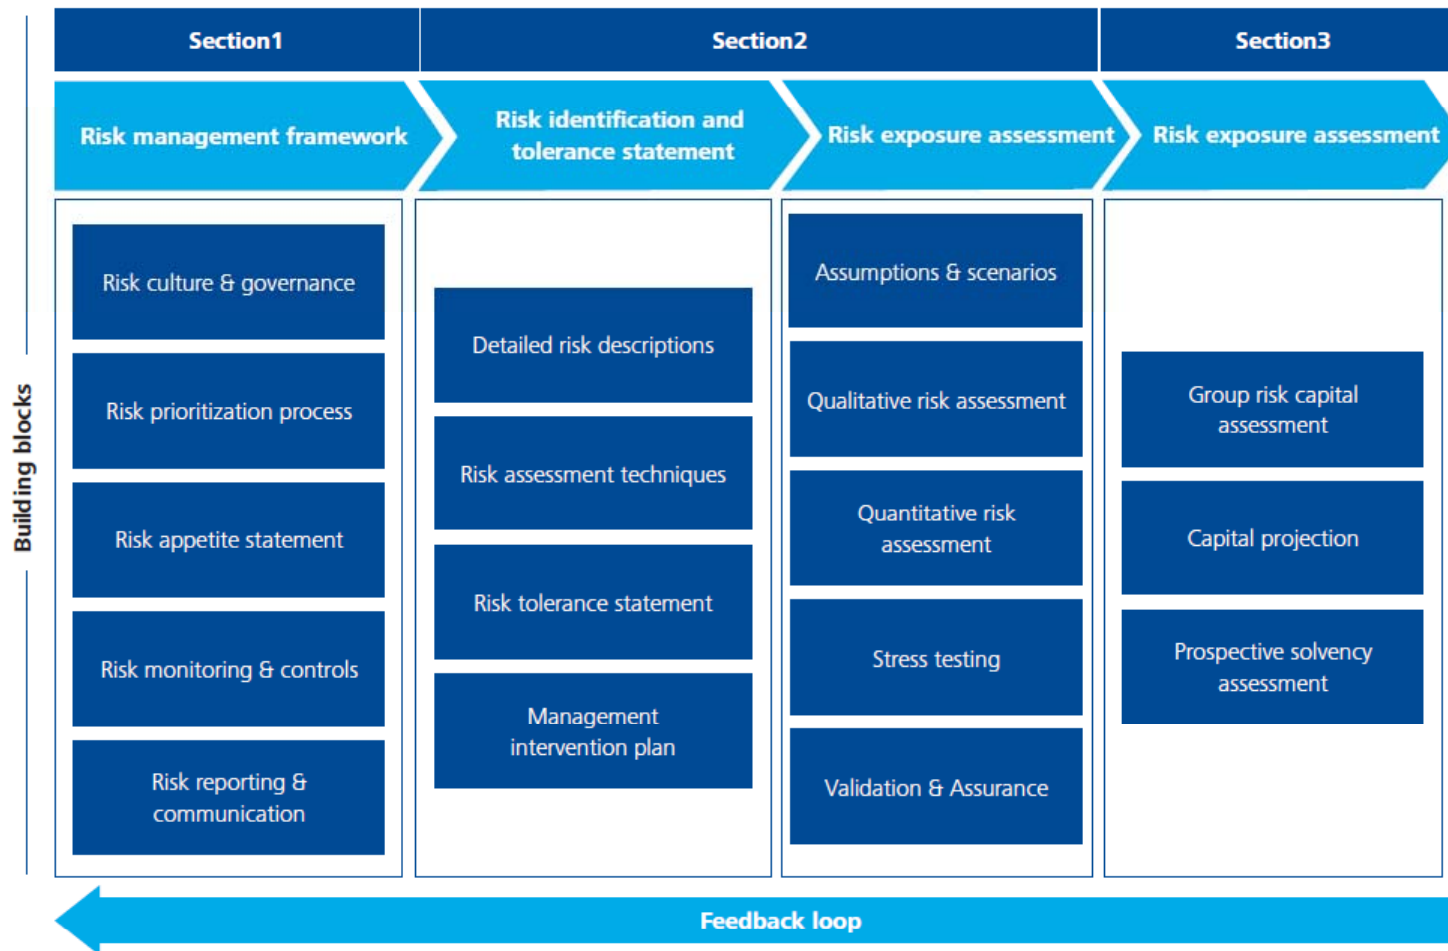 Section1
Section2
Section3
Risk management framework
Risk identification and
tolerance statement
Risk exposure assessment
Risk exposure assessment
Building blocks
Risk culture & governance
Risk prioritization process
Risk appetite statement
Risk monitoring & controls
Risk reporting &
communication
Detailed risk descriptions
Risk assessment techniques
Risk tolerance statement
Management
intervention plan
Assumptions & scenarios
Qualitative risk assessment
Quantitative risk
assessment
Stress testing
Validation & Assurance
Group risk capital
assessment
Capital projection
Prospective solvency
assessment
Feedback loop